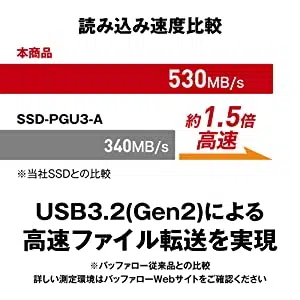 読み込み速度比較
本商品
530MB/s
SSD-PGU3-A
340MB/s
約1.5倍
高速
※当社SSDとの比較
USB3.2(Gen2)による
高速ファイル転送を実現
※バッファロー従来品との比較
詳しい測定環境はバッファローWebサイトをご確認ください